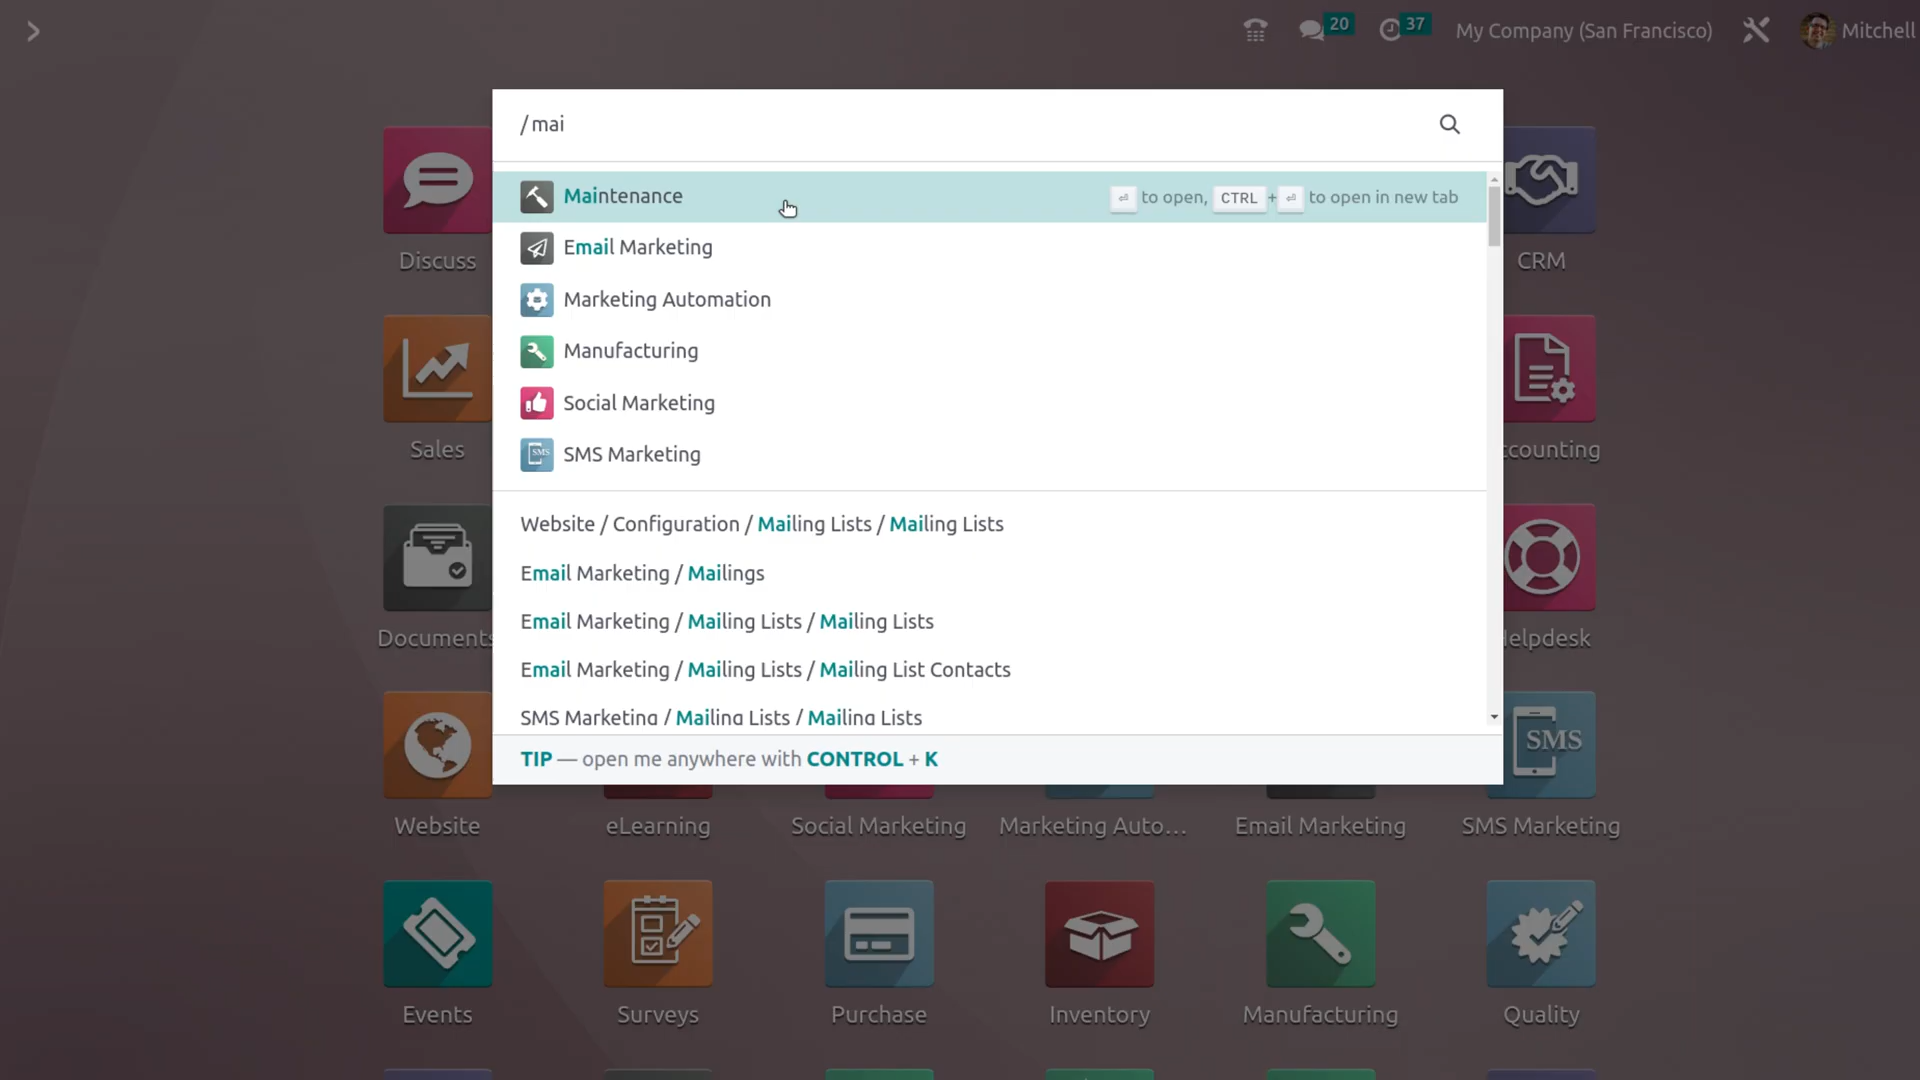 20
37
My Company (San Francisco)
Mitchell
/ mai
Maintenance
to open, CTRL + to open in new tab
Email Marketing
Marketing Automation
Manufacturing
Social Marketing
SMS
SMS Marketing
Website / Configuration / Mailing Lists / Mailing Lists
Email Marketing / Mailings
Email Marketing / Mailing Lists / Mailing Lists
Email Marketing / Mailing Lists / Mailing List Contacts
SMS Marketing / Mailing Lists / Mailing Lists
TIP — open me anywhere with CONTROL + K
Discuss
CRM
Sales
ccounting
Documents
elpdesk
SMS
Website
eLearning
Social Marketing
Marketing Auto...
Email Marketing
SMS Marketing
Events
Surveys
Purchase
Inventory
Manufacturing
Quality